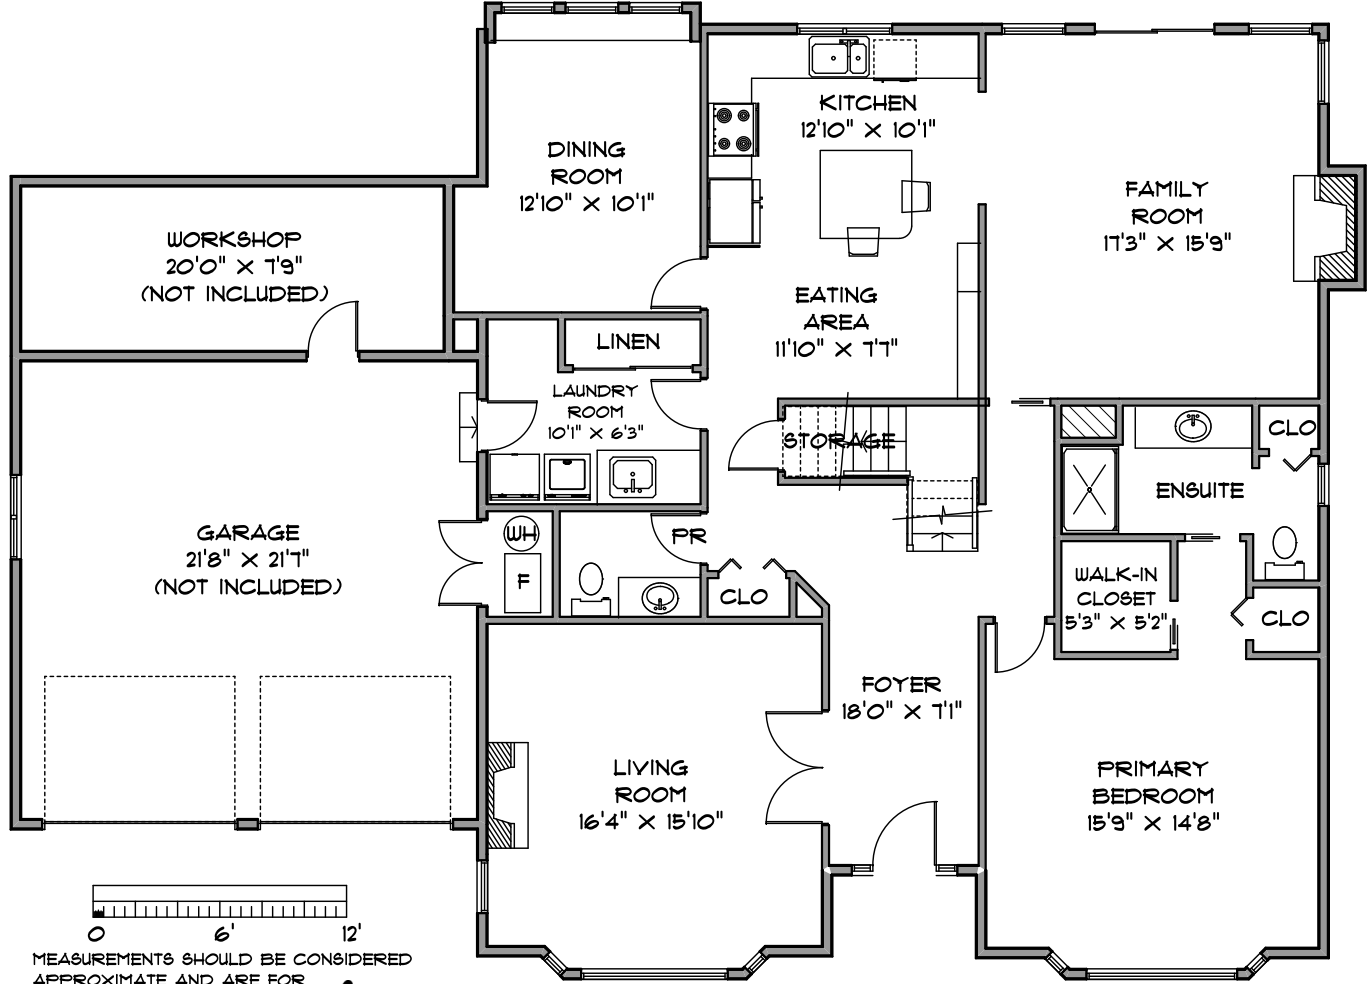 KITCHEN
12'10" X 10'1"
DINING
ROOM
12'10" X 10'1"
FAMILY
ROOM
17'3" X 15'9"
WORKSHOP
20'0" X 7'9"
(NOT INCLUDED)
EATING
AREA
11'10" X 7'7"
LINEN
LAUNDRY
ROOM
10'1" X 6'3"
STORAGE
CLO
ENSUITE
GARAGE
21'8" X 21'7"
(NOT INCLUDED)
WH
F
PR
CLO
WALK-IN
CLOSET
5'3" X 5'2"
CLO
FOYER
18'0" X 7'1"
LIVING
ROOM
16'4" X 15'10"
PRIMARY
BEDROOM
15'9" X 14'8"
0 6' 12'
MEASUREMENTS SHOULD BE CONSIDERED
APPROXIMATE AND ARE FOR